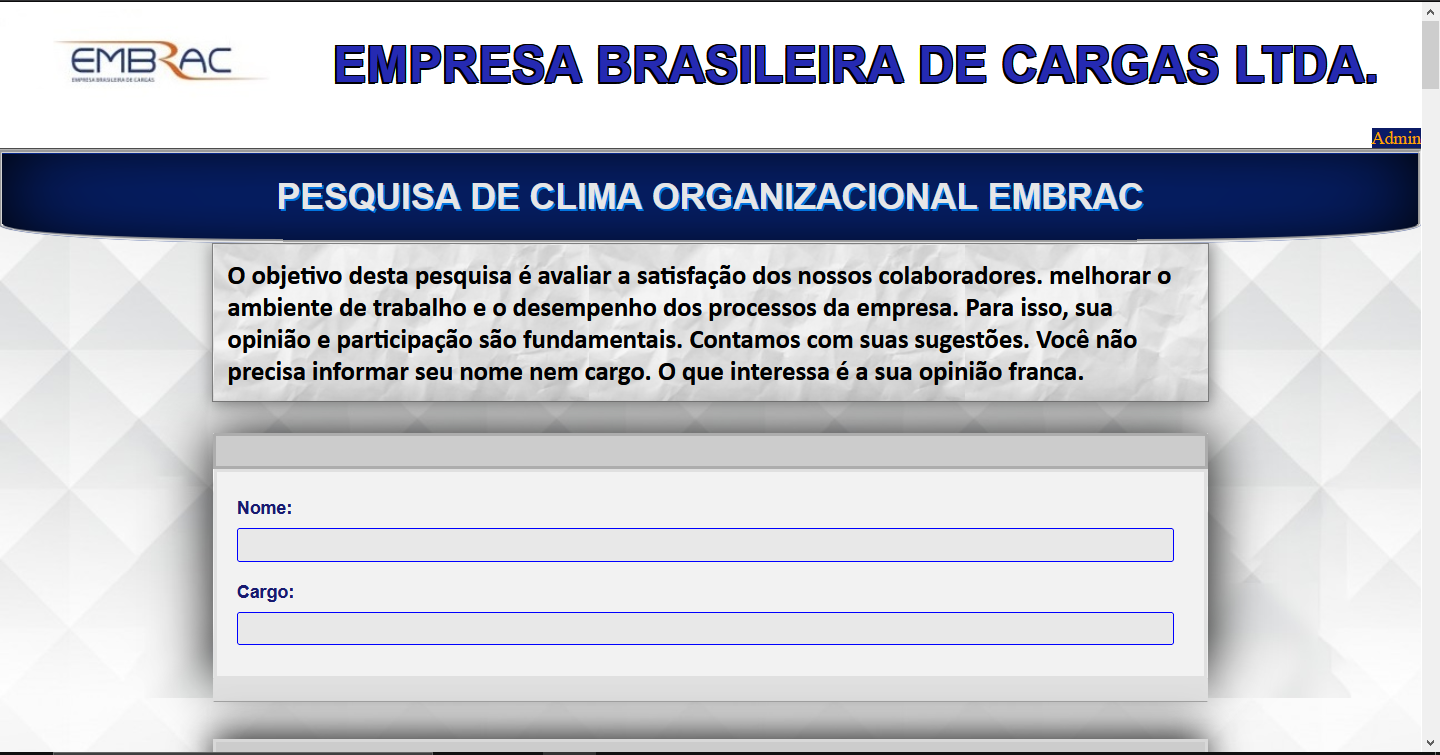 EMBRAC
EMPRESA BRASILEIRA DE CARGAS
EMPRESA BRASILEIRA DE CARGAS LTDA.
Admin
PESQUISA DE CLIMA ORGANIZACIONAL EMBRAC
O objetivo desta pesquisa é avaliar a satisfação dos nossos colaboradores. melhorar o
ambiente de trabalho e o desempenho dos processos da empresa. Para isso, sua
opinião e participação são fundamentais. Contamos com suas sugestões. Você não
precisa informar seu nome nem cargo. O que interessa é a sua opinião franca.
Nome:
Cargo: